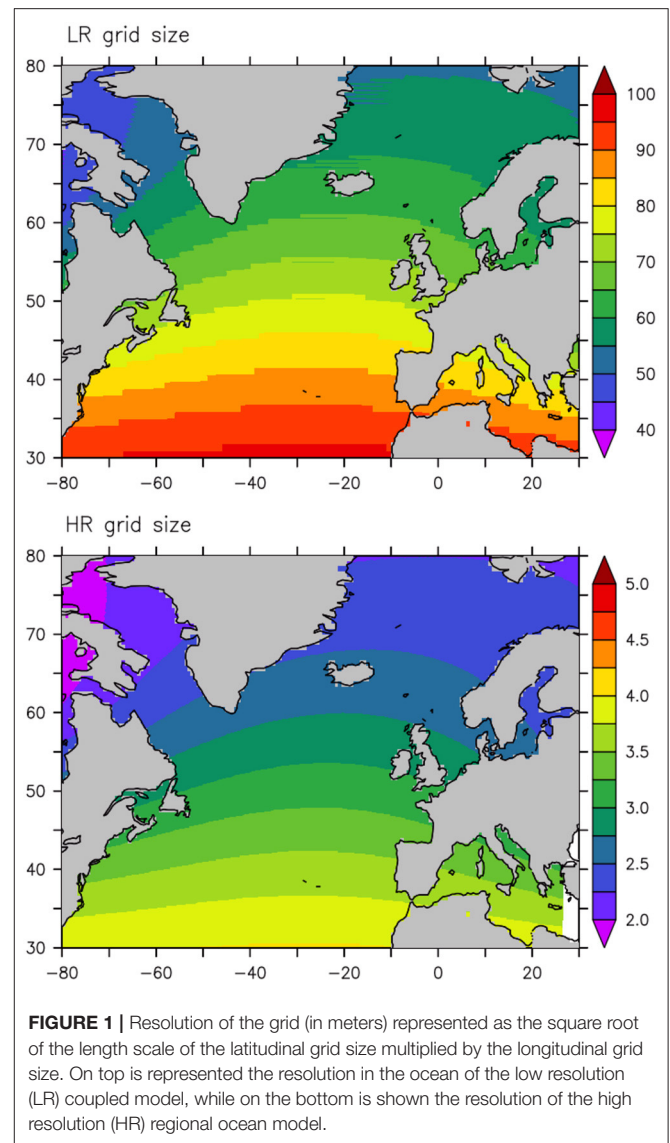 LR grid size
80
70
60
50
40
30
−80 −60 −40 −20 0 20
100
90
80
70
60
50
40
HR grid size
80
70
60
50
40
30
−80 −60 −40 −20 0 20
5.0
4.5
4.0
3.5
3.0
2.5
2.0
FIGURE 1 | Resolution of the grid (in meters) represented as the square root
of the length scale of the latitudinal grid size multiplied by the longitudinal grid
size. On top is represented the resolution in the ocean of the low resolution
(LR) coupled model, while on the bottom is shown the resolution of the high
resolution (HR) regional ocean model.